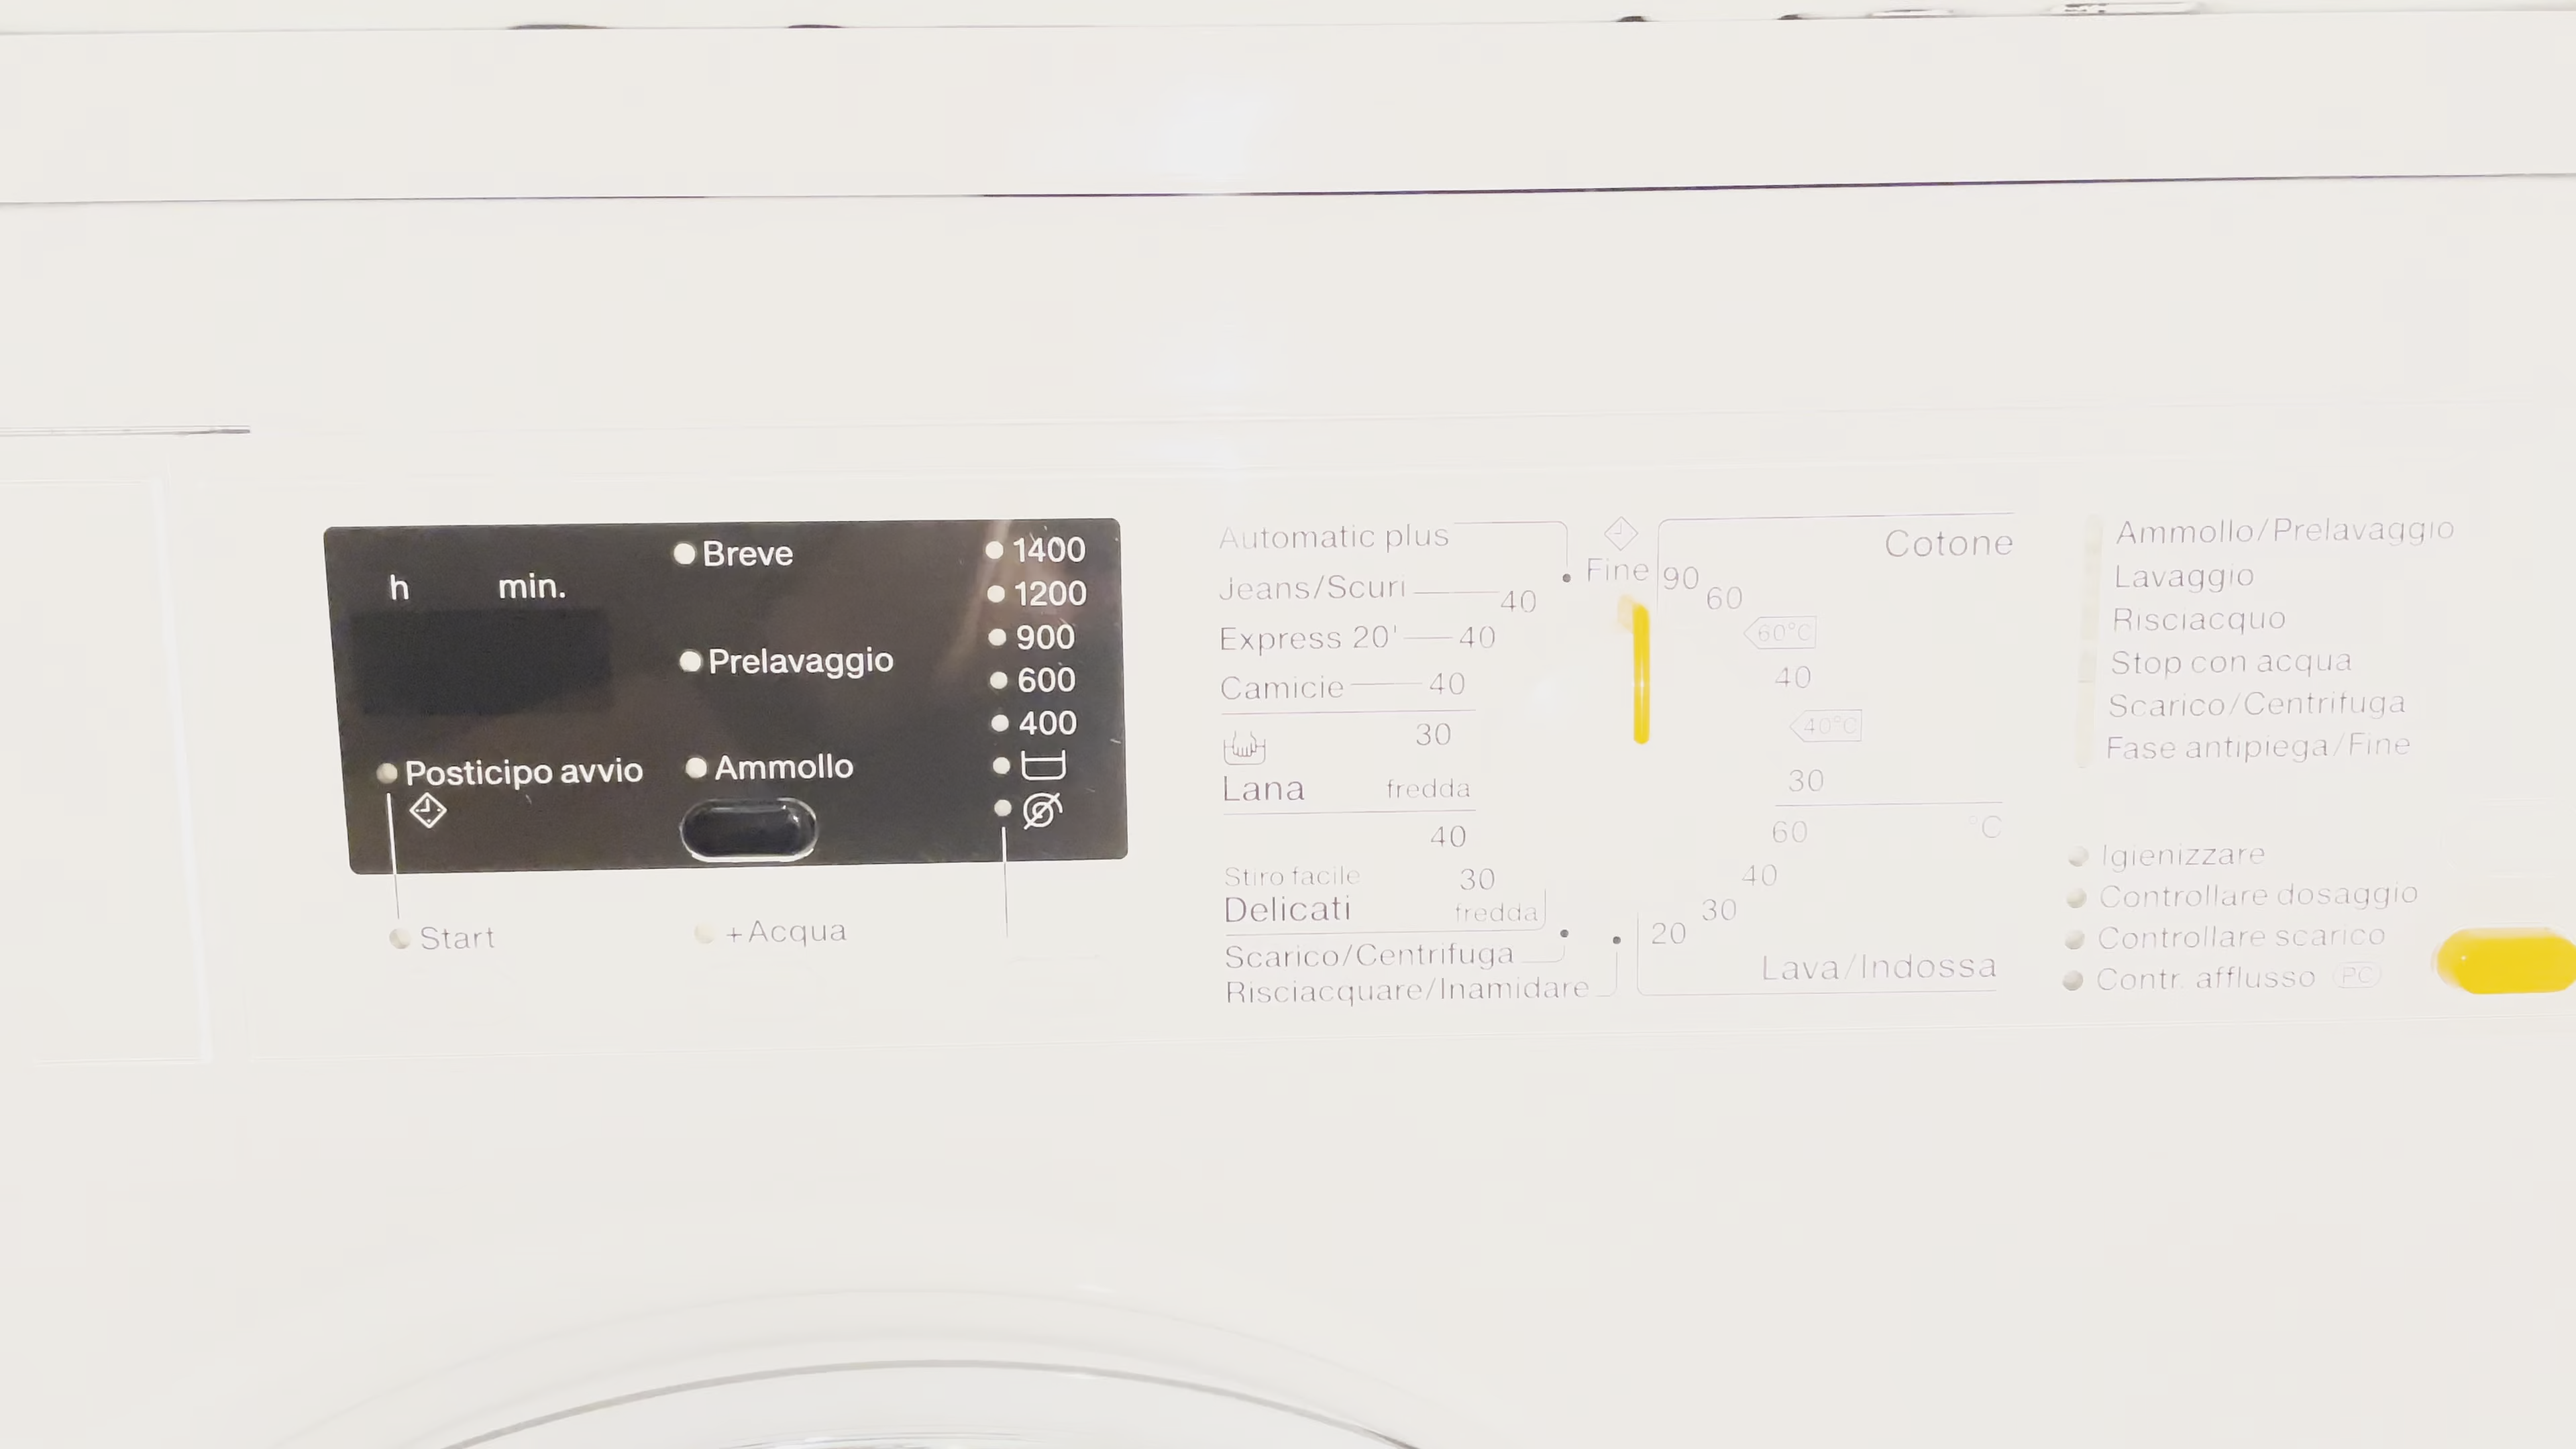 h min.
Breve
Prelavaggio
Posticipo avvio
Ammollo
1400
1200
900
600
400
Start
+Acqua
Automatic plus
Jeans/Scuri 40
Express 20' 40
Camicie 40
30
Lana fredda
40
Stiro facile 30
Delicati fredda
Scarico/Centrifuga
Risciacquare/Inamidare
Fine
Cotone
90
60
60°C
40
40°C
30
°C
60
40
30
20
Lava/Indossa
Ammollo/Prelavaggio
Lavaggio
Risciacquo
Stop con acqua
Scarico/Centrifuga
Fase antipiega/Fine
Igienizzare
Controllare dosaggio
Controllare scarico
Contr. afflusso PC